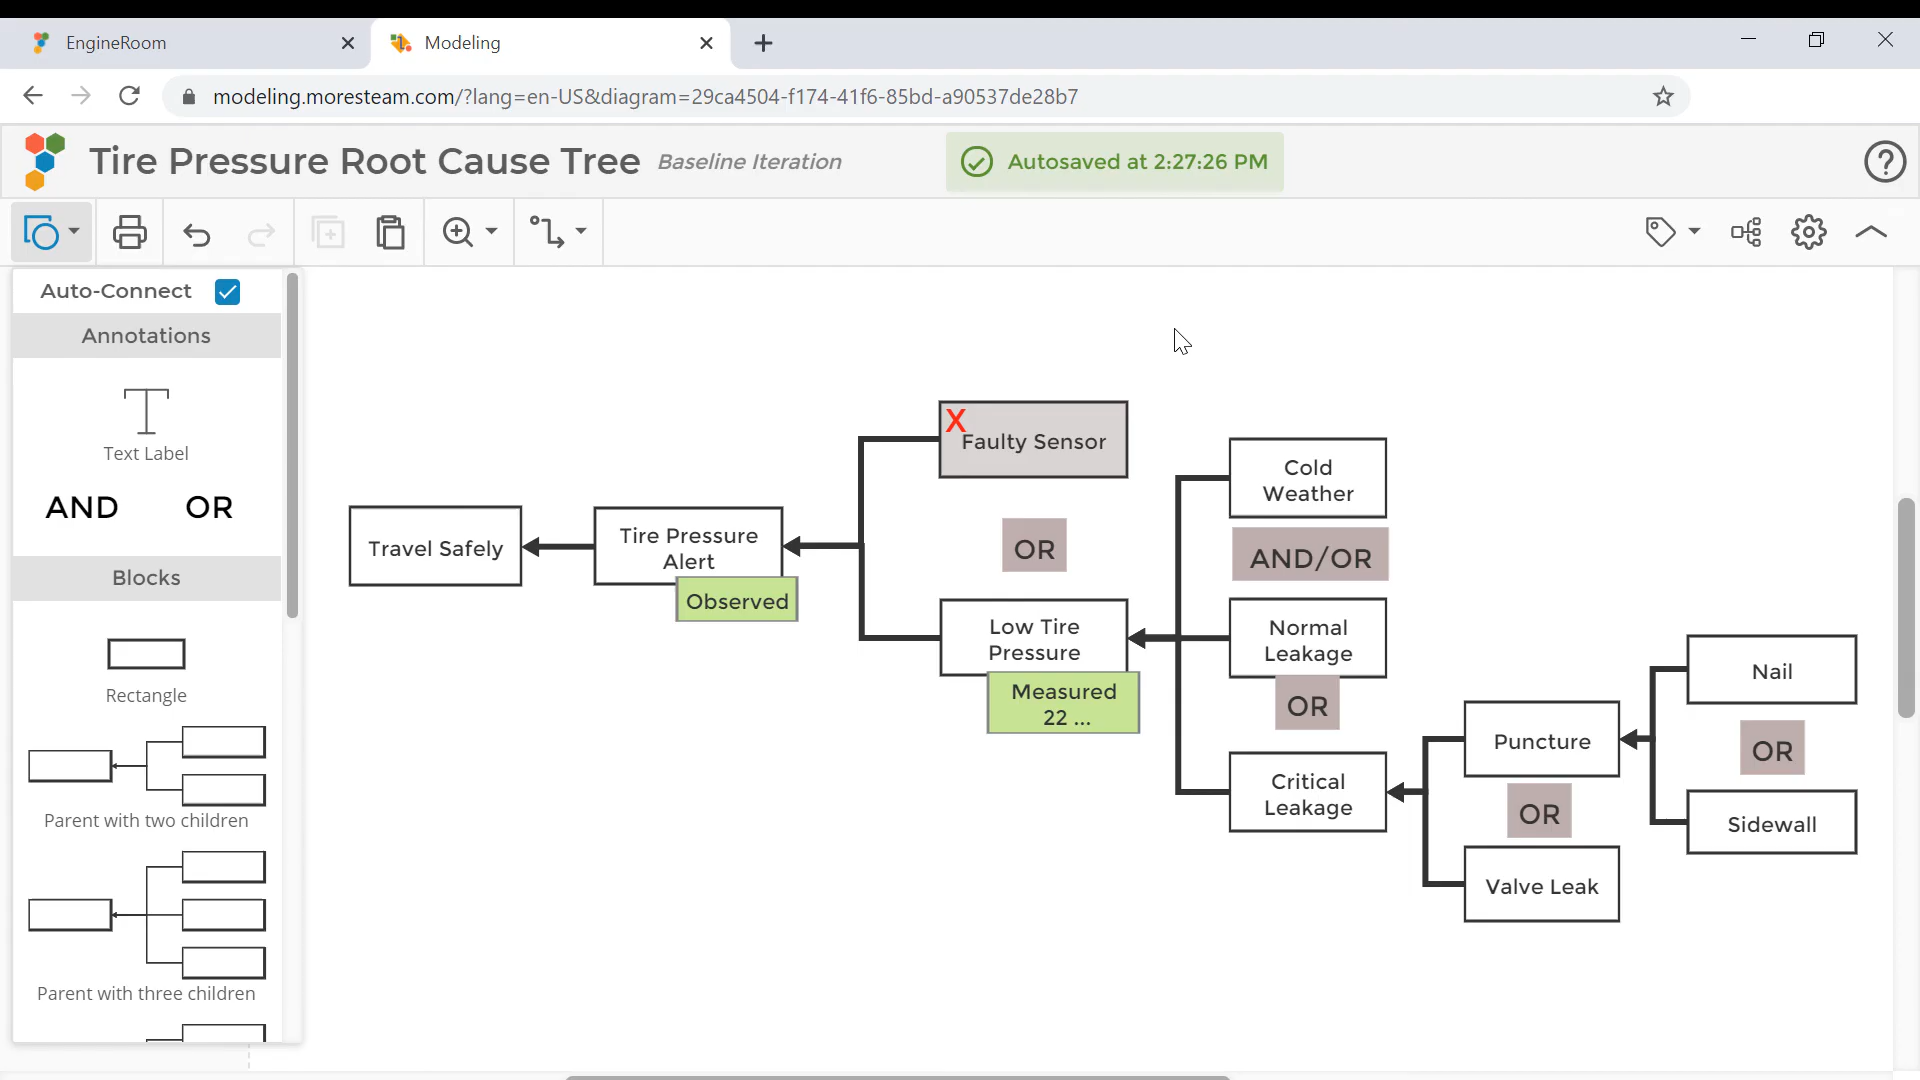 EngineRoom
Modeling
modeling.moresteam.com/?lang=en-US&diagram=29ca4504-f174-41f6-85bd-a90537de28b7
Tire Pressure Root Cause Tree
Baseline Iteration
Autosaved at 2:27:26 PM
?
Auto-Connect
Annotations
Text Label
AND
OR
Blocks
Rectangle
Parent with two children
Parent with three children
Travel Safely
Tire Pressure
Alert
Observed
X
Faulty Sensor
OR
Low Tire
Pressure
Measured
22 ...
Cold
Weather
AND/OR
Normal
Leakage
OR
Critical
Leakage
Puncture
OR
Valve Leak
Nail
OR
Sidewall